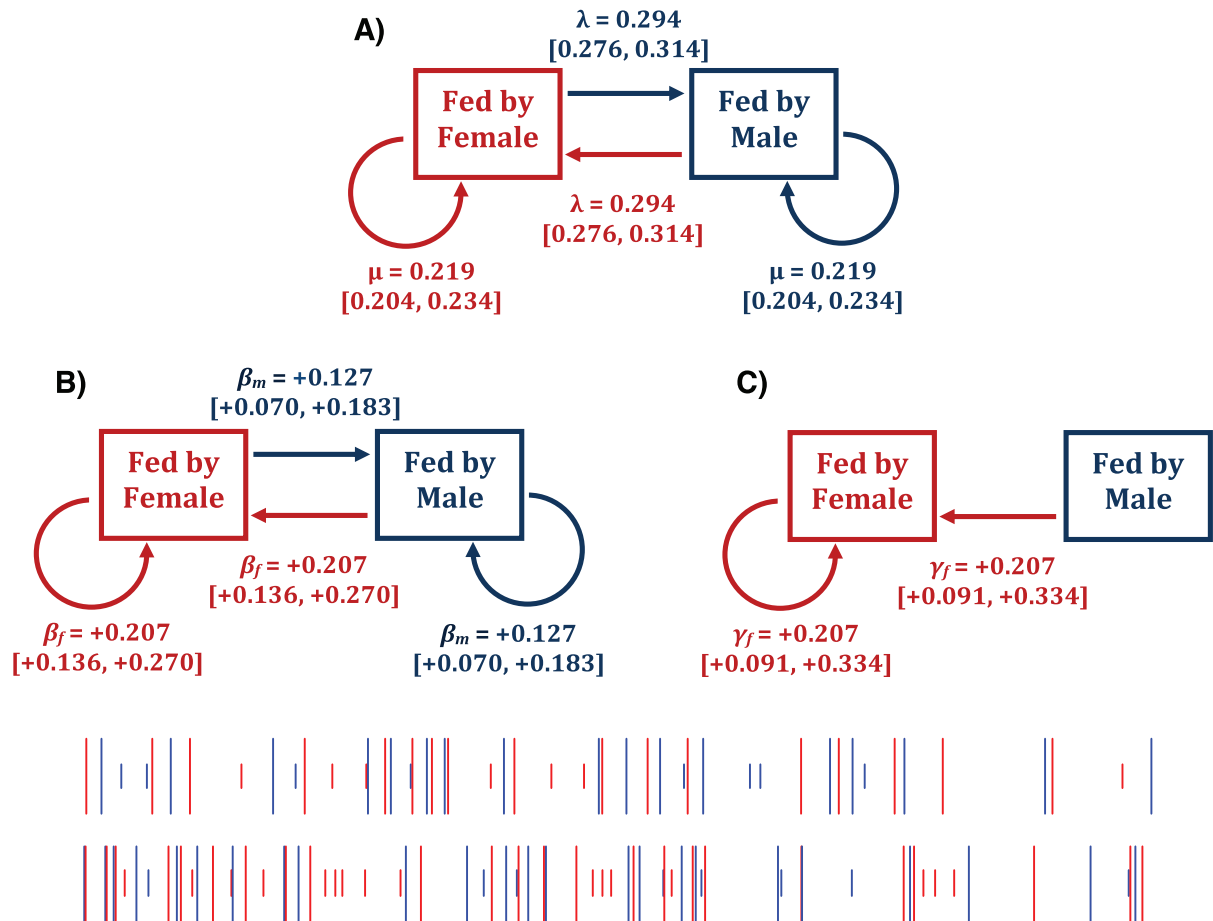 A)
λ = 0.294
[0.276, 0.314]
Fed by
Female
Fed by
Male
λ = 0.294
[0.276, 0.314]
μ = 0.219
[0.204, 0.234]
μ = 0.219
[0.204, 0.234]
B)
βm = +0.127
[+0.070, +0.183]
Fed by
Female
Fed by
Male
βf = +0.207
[+0.136, +0.270]
βf = +0.207
[+0.136, +0.270]
βm = +0.127
[+0.070, +0.183]
C)
Fed by
Female
Fed by
Male
γf = +0.207
[+0.091, +0.334]
γf = +0.207
[+0.091, +0.334]